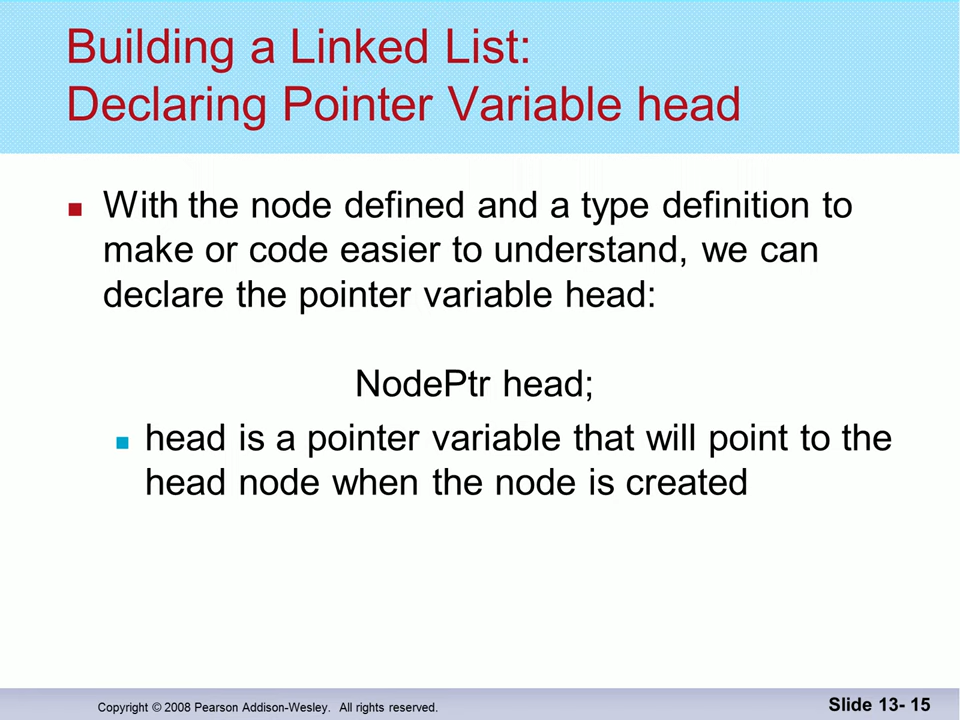 Building a Linked List:
Declaring Pointer Variable head
With the node defined and a type definition to
make or code easier to understand, we can
declare the pointer variable head:
NodePtr head;
head is a pointer variable that will point to the
head node when the node is created
Copyright © 2008 Pearson Addison-Wesley. All rights reserved.
Slide 13- 15